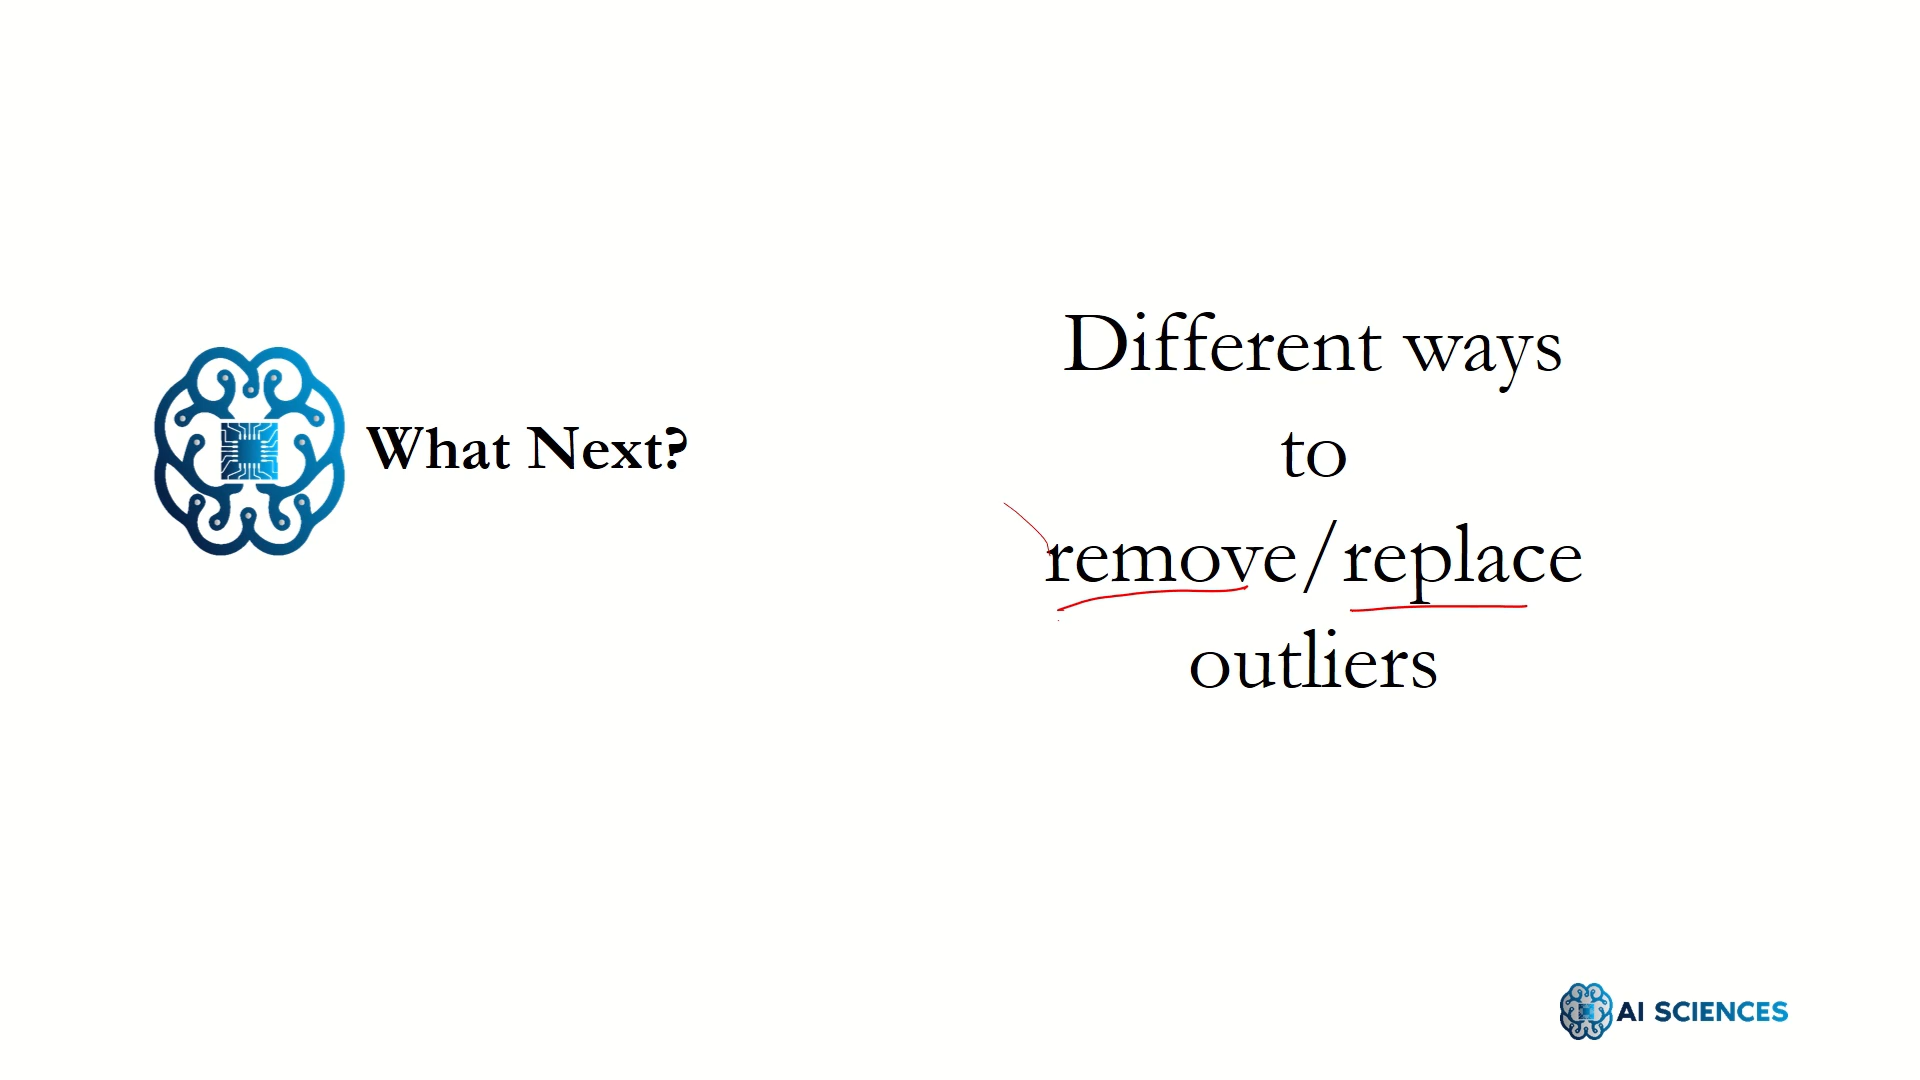 What Next?
Different ways
to
remove/replace
outliers
AI SCIENCES